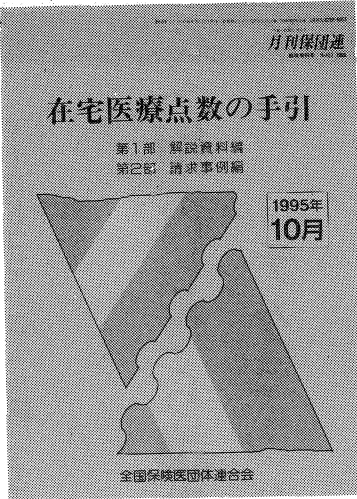 月刊保団連
在宅医療点数の手引
第1部 解説資料編
第2部 請求事例編
1995年
10月
全国保険医団体連合会